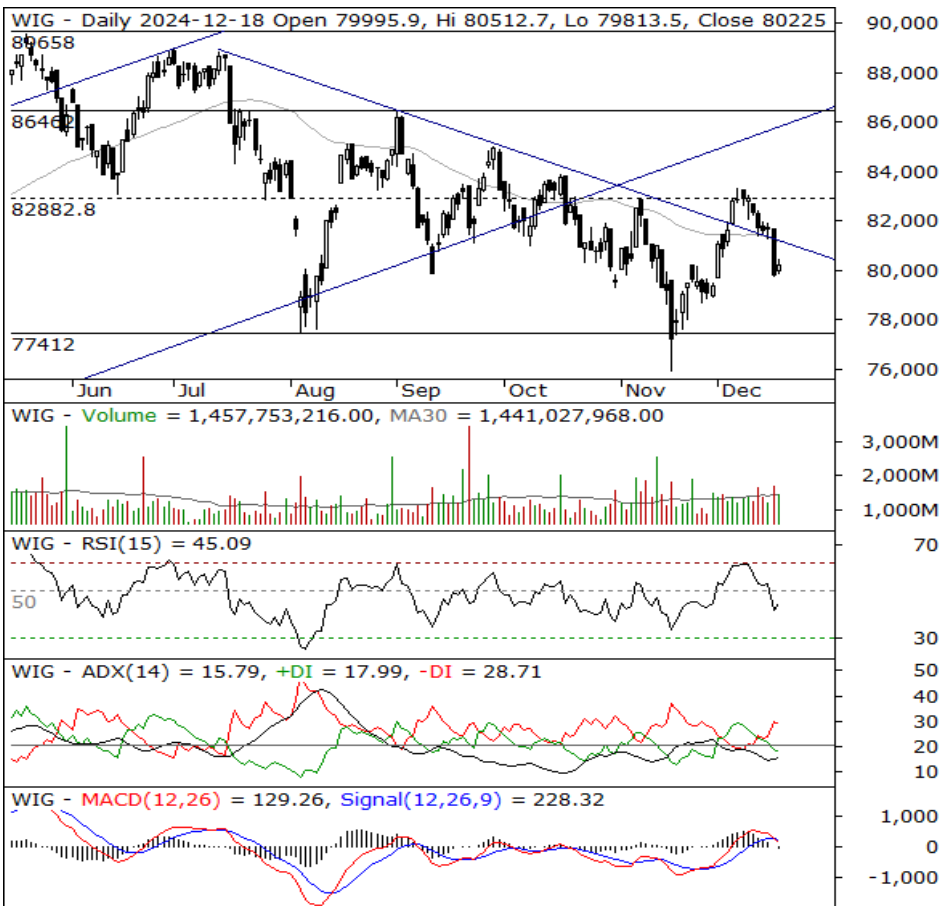 WIG - Daily 2024-12-18 Open 79995.9, Hi 80512.7, Lo 79813.5, Close 80225
90,000
89658
88,000
86462
86,000
84,000
82882.8
82,000
80,000
78,000
77412
76,000
Jun Jul Aug Sep Oct Nov Dec
WIG - Volume = 1,457,753,216.00, MA30 = 1,441,027,968.00
3,000M
2,000M
1,000M
WIG - RSI(15) = 45.09
70
50
30
WIG - ADX(14) = 15.79, +DI = 17.99, -DI = 28.71
50
40
30
20
10
WIG - MACD(12,26) = 129.26, Signal(12,26,9) = 228.32
1,000
0
-1,000